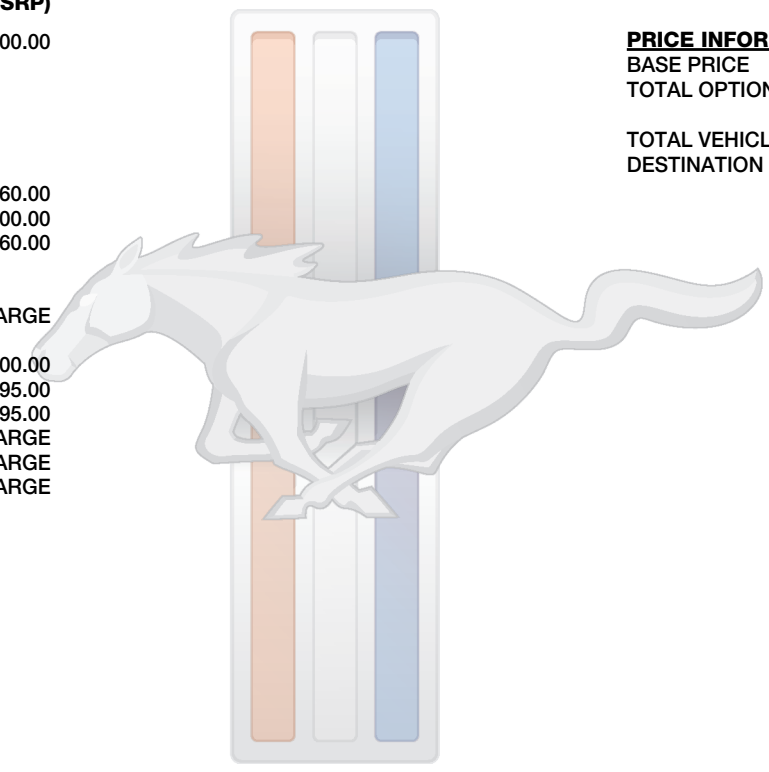 SRP)
00.00
60.00
00.00
60.00
ARGE
00.00
95.00
95.00
ARGE
ARGE
ARGE
PRICE INFOR
BASE PRICE
TOTAL OPTION
TOTAL VEHICL
DESTINATION